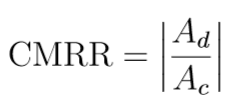 CMRR = |A_d / A_c|